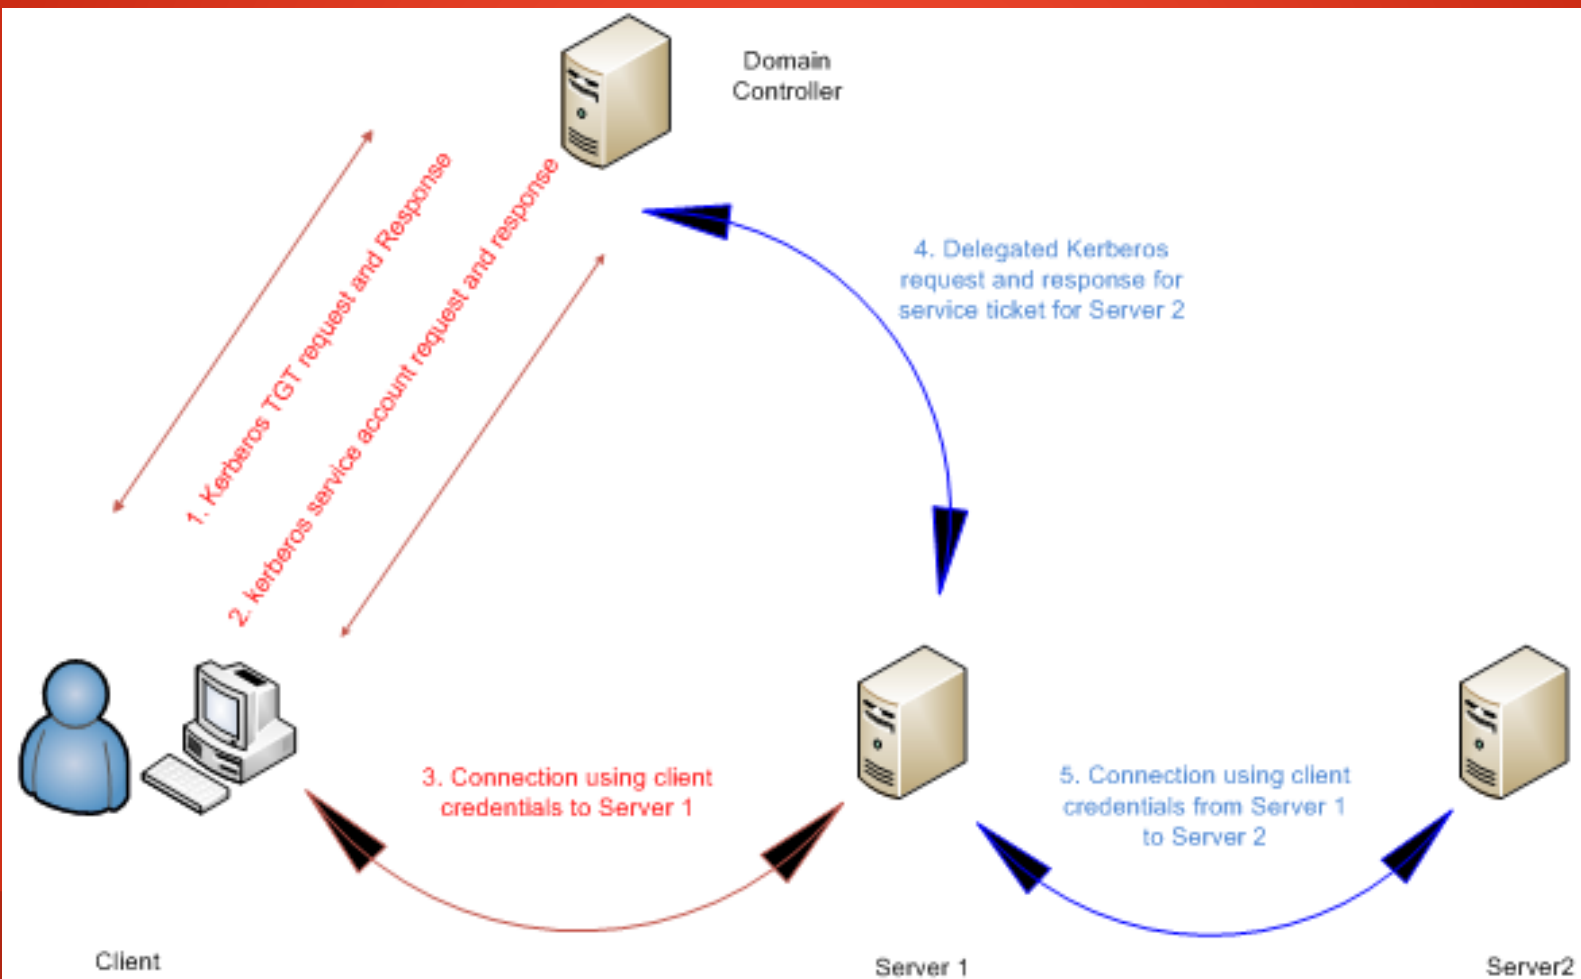 Domain
Controller
1. Kerberos TGT request and Response
2. kerberos service account request and response
4. Delegated Kerberos
request and response for
service ticket for Server 2
3. Connection using client
credentials to Server 1
5. Connection using client
credentials from Server 1
to Server 2
Client
Server 1
Server2